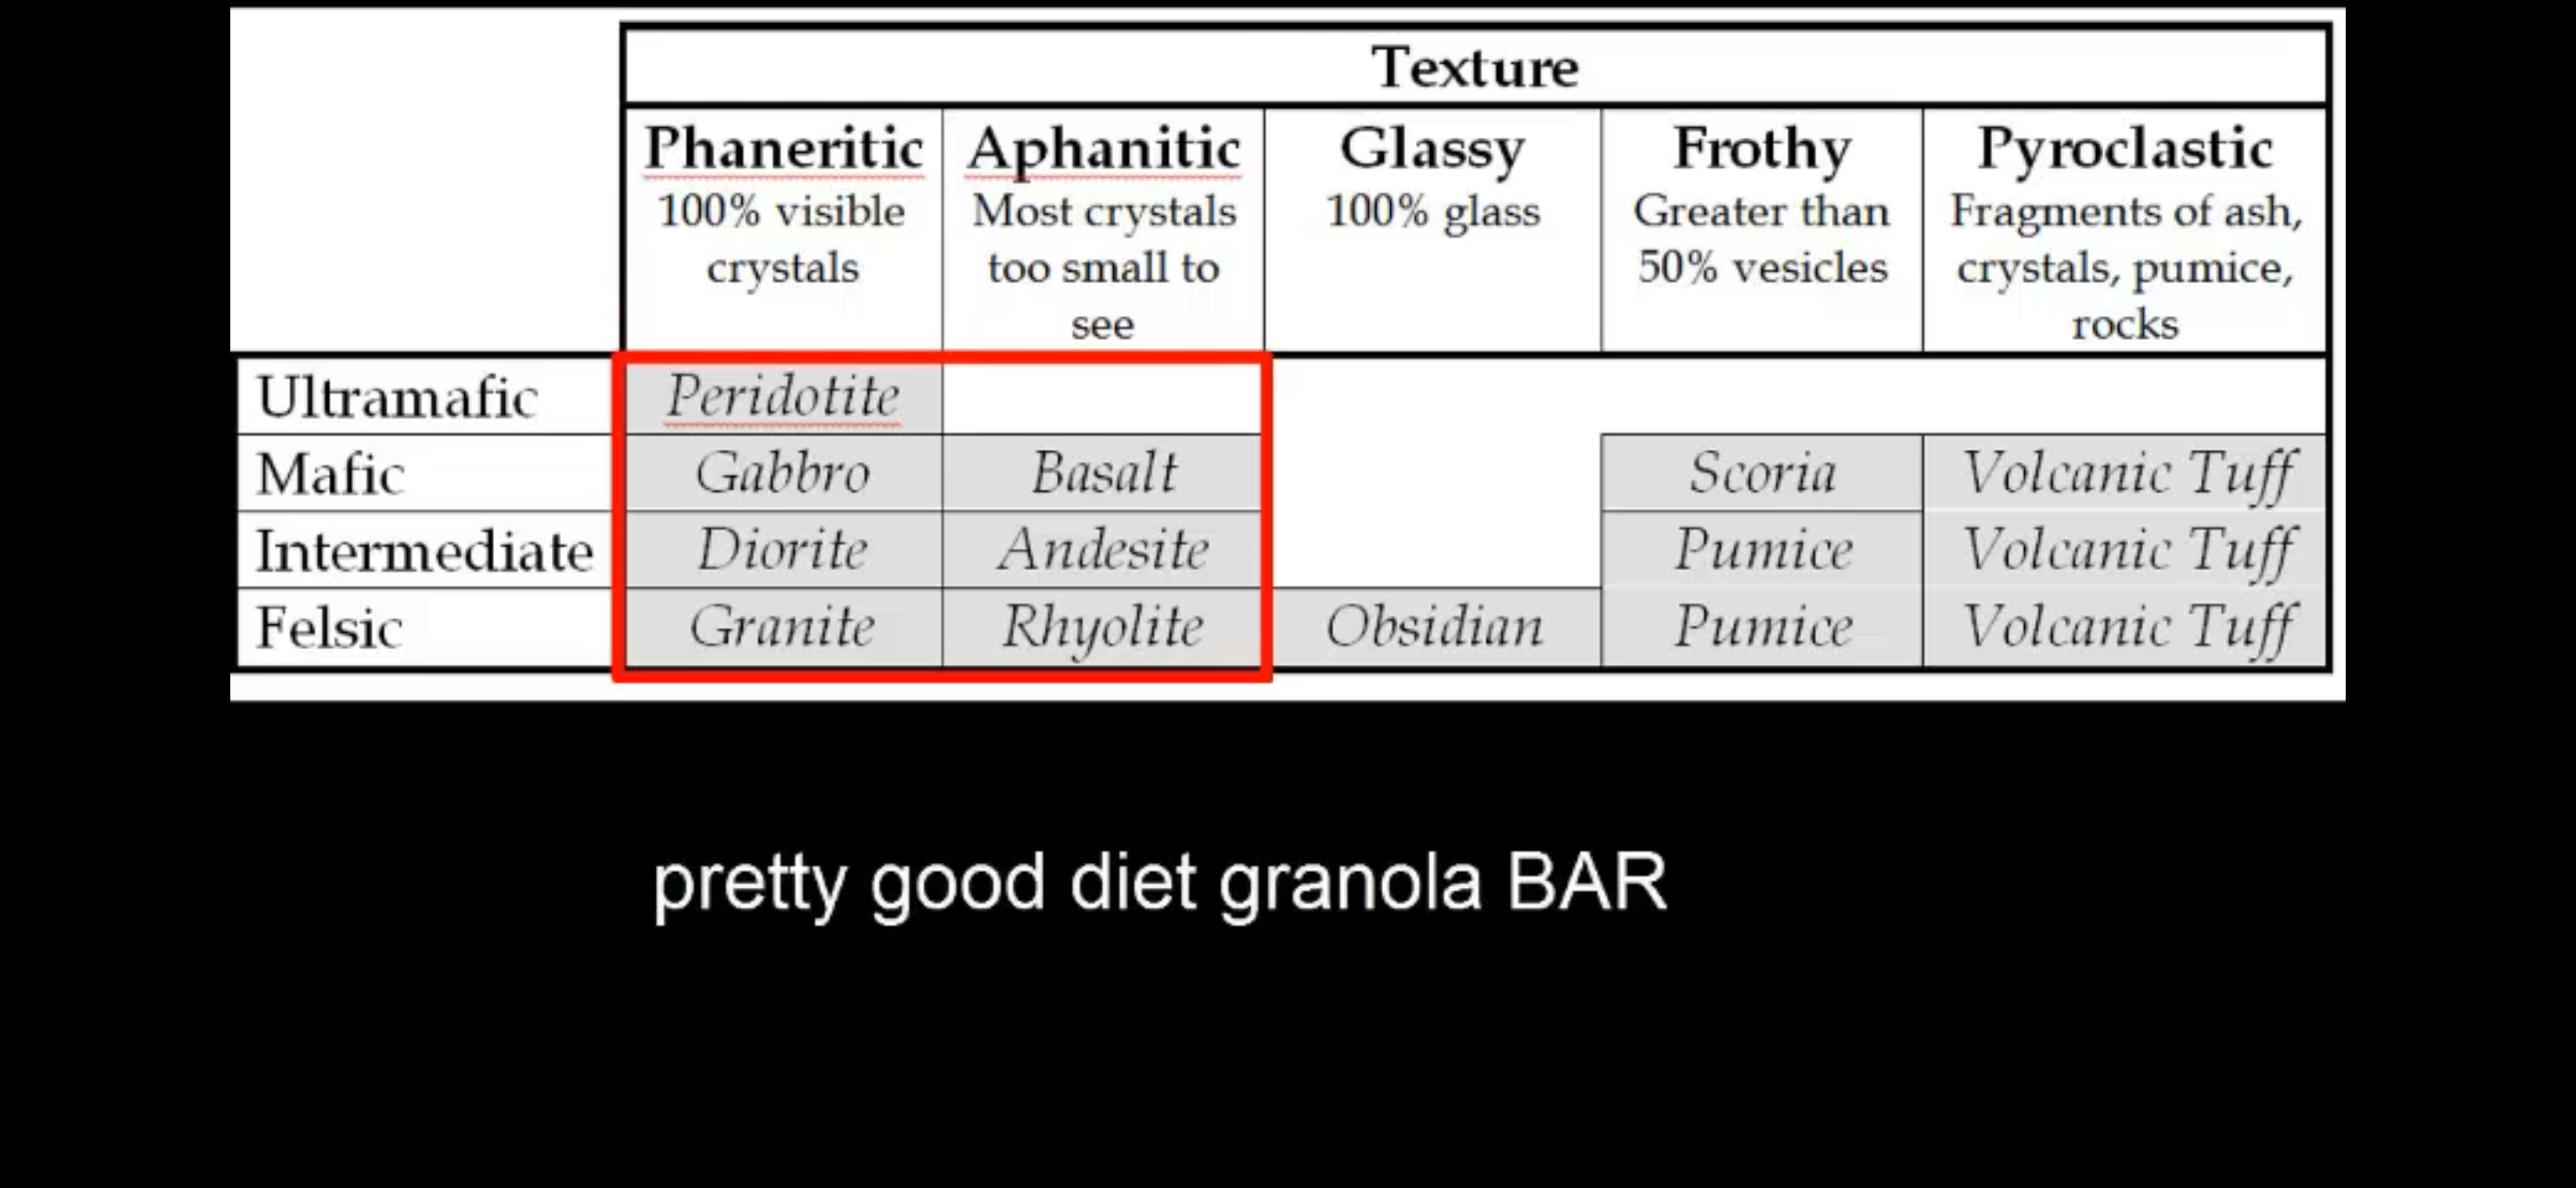 Texture
Phaneritic Aphanitic Glassy Frothy Pyroclastic
100% visible Most crystals 100% glass Greater than Fragments of ash,
crystals too small to 50% vesicles crystals, pumice,
see rocks
Ultramafic Peridotite
Mafic Gabbro Basalt Scoria Volcanic Tuff
Intermediate Diorite Andesite Pumice Volcanic Tuff
Felsic Granite Rhyolite Obsidian Pumice Volcanic Tuff
pretty good diet granola BAR